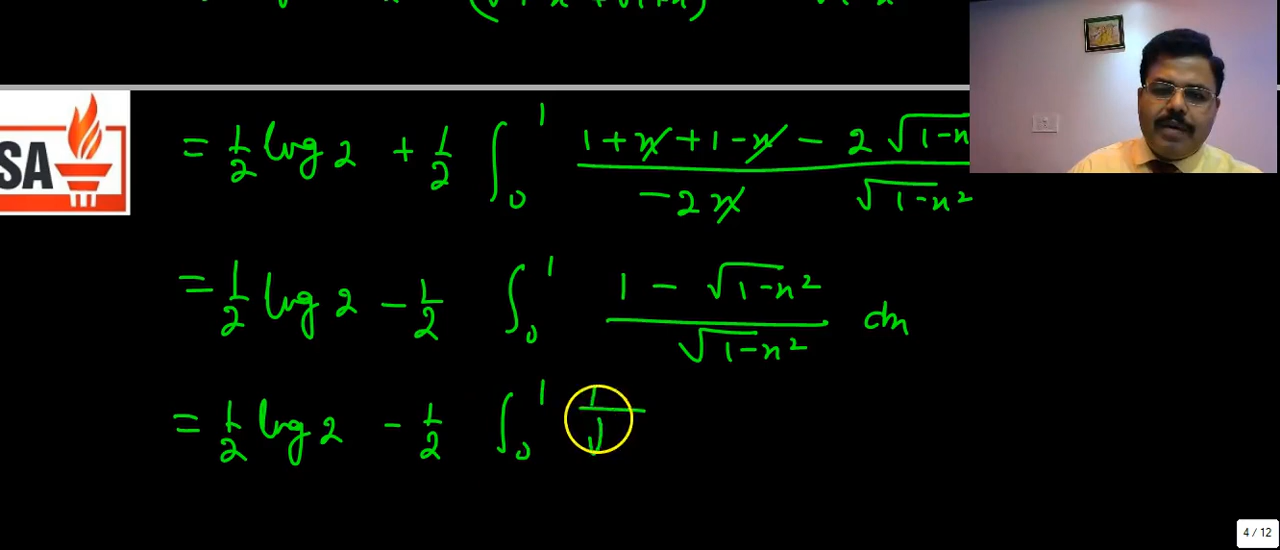 = 1/2 log 2 + 1/2 ∫₀¹ (1 + x + 1 - x - 2 √1-x / -2x √1-x²
= 1/2 log 2 - 1/2 ∫₀¹ (1 - √1-x²) / √1-x² dx
SA
= 1/2 log 2 - 1/2 ∫₀¹ 1/√
4 / 12